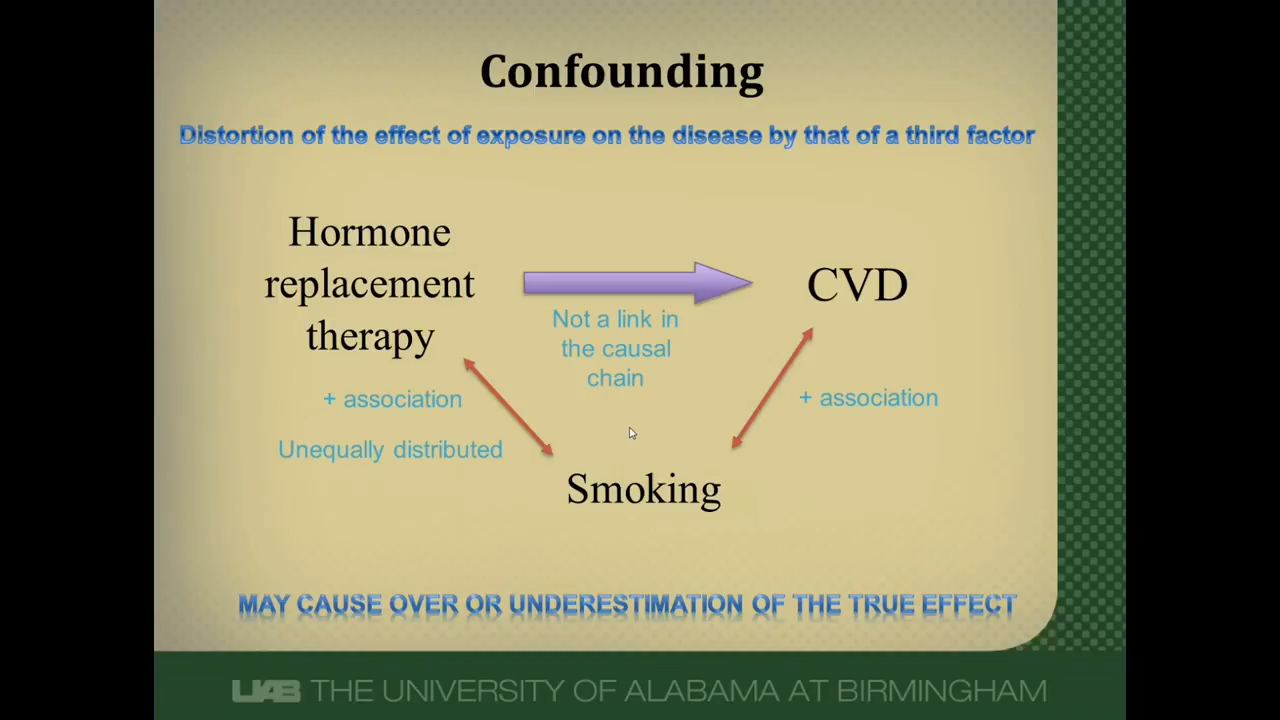 Confounding
Distortion of the effect of exposure on the disease by that of a third factor
Hormone
replacement
therapy
CVD
Not a link in
the causal
chain
+ association
+ association
Unequally distributed
Smoking
MAY CAUSE OVER OR UNDERESTIMATION OF THE TRUE EFFECT
UAB THE UNIVERSITY OF ALABAMA AT BIRMINGHAM